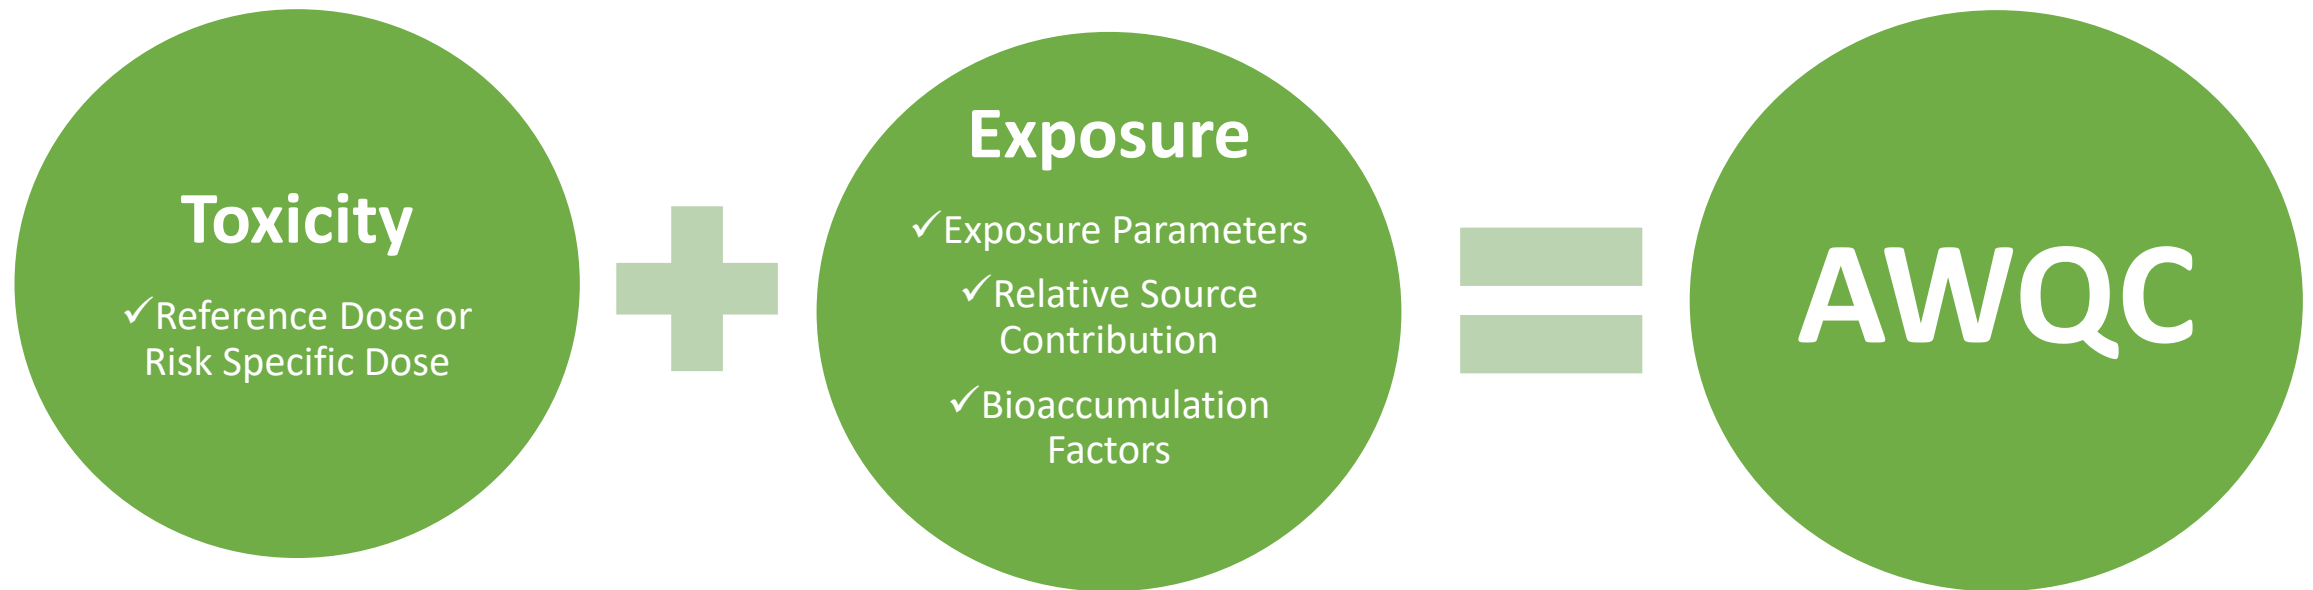 Toxicity
✓Reference Dose or
Risk Specific Dose
Exposure
✓Exposure Parameters
✓Relative Source
Contribution
✓Bioaccumulation
Factors
AWQC